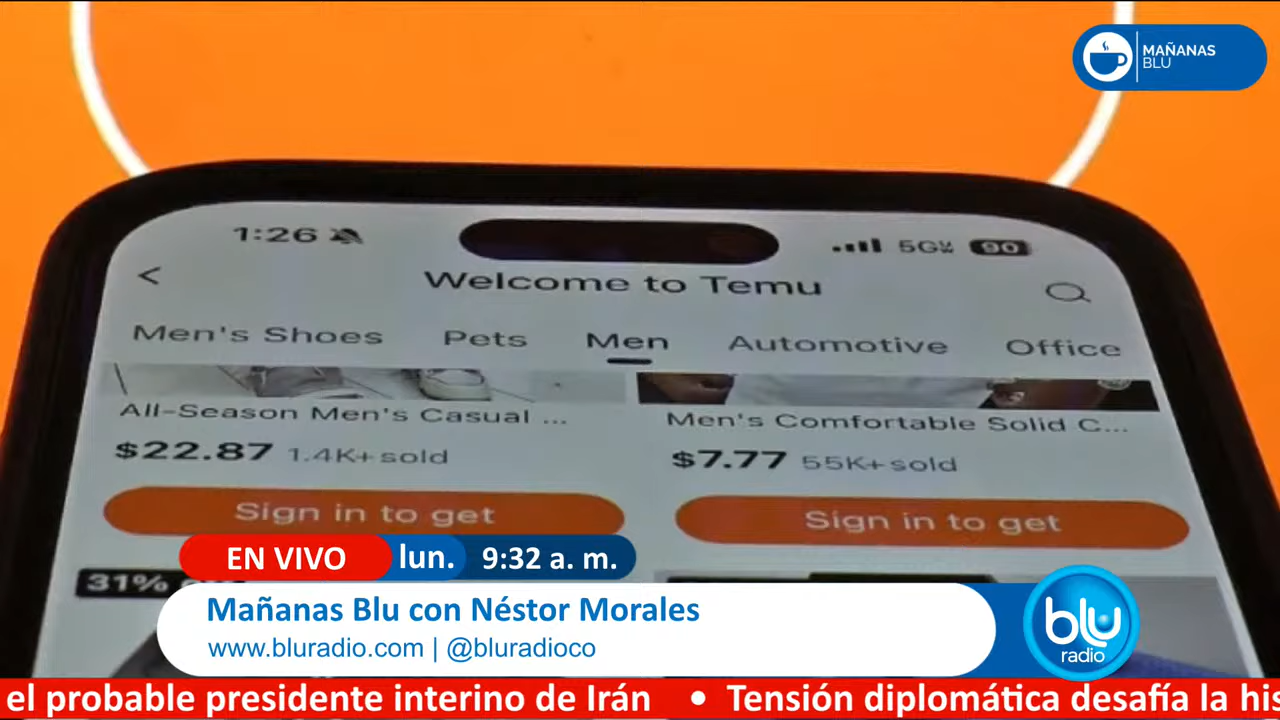 MAÑANAS
BLU
1:26 5G 90
Welcome to Temu
Men's Shoes Pets Men Automotive Office
All-Season Men's Casual ... Men's Comfortable Solid C...
$22.87 1.4K+ sold $7.77 55K+ sold
Sign in to get Sign in to get
31%
EN VIVO lun. 9:32 a. m.
Mañanas Blu con Néstor Morales
www.bluradio.com | @bluradioco
blu
radio
el probable presidente interino de Irán • Tensión diplomática desafía la his